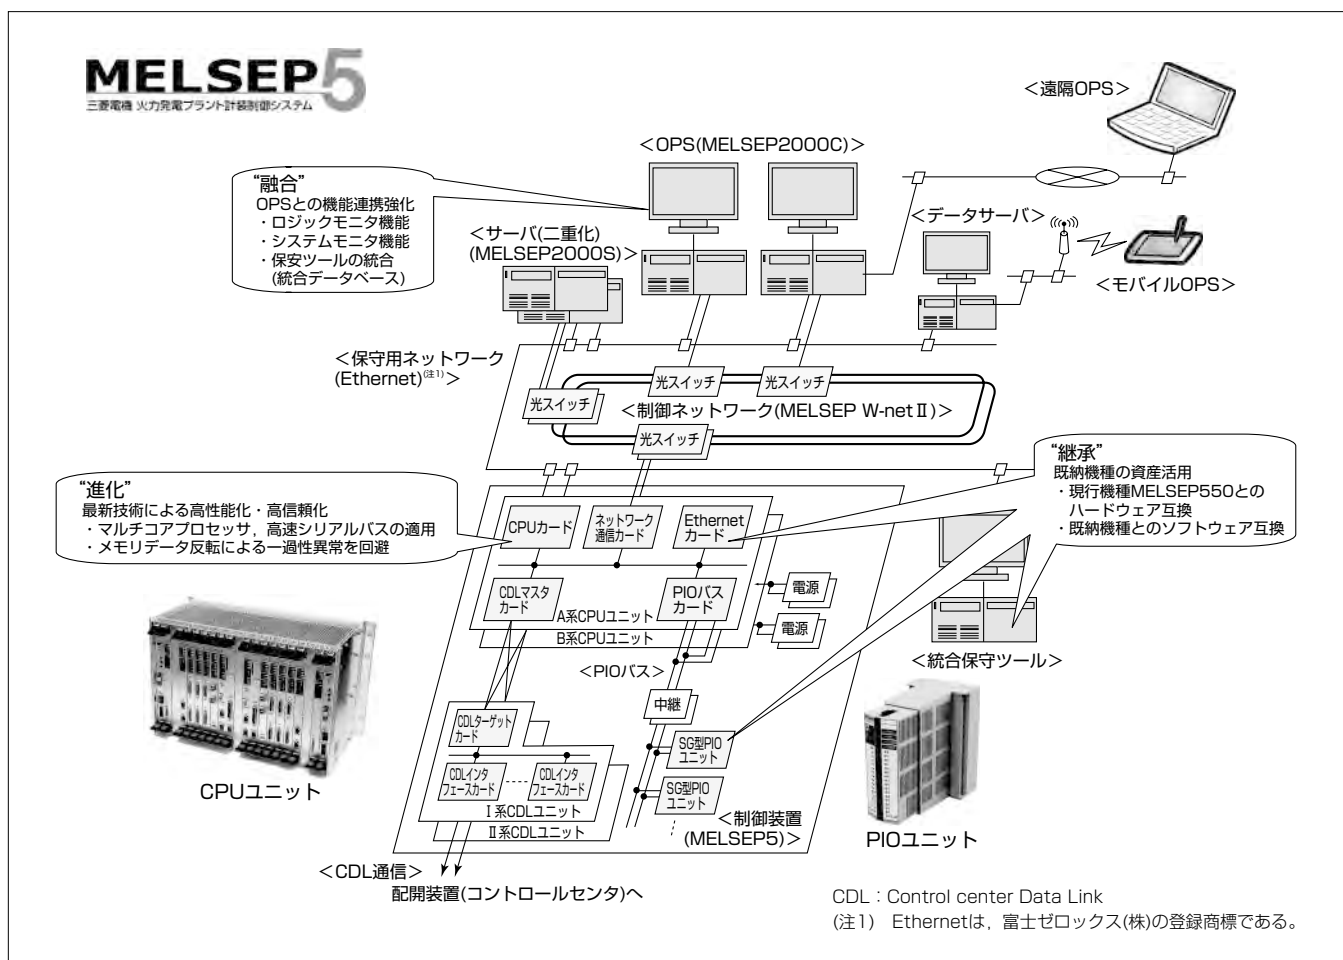 MELSEP5
三菱電機 火力発電プラント計装制御システム
＜遠隔OPS＞
＜OPS(MELSEP2000C)＞
“融合”
OPSとの機能連携強化
・ロジックモニタ機能
・システムモニタ機能
・保安ツールの統合
(統合データベース)
＜サーバ(二重化)
(MELSEP2000S)＞
＜データサーバ＞
＜モバイルOPS＞
＜保守用ネットワーク
(Ethernet)(注1)＞
光スイッチ
光スイッチ
光スイッチ
＜制御ネットワーク(MELSEP W-netⅡ)＞
光スイッチ
“継承”
既納機種の資産活用
・現行機種MELSEP550との
ハードウェア互換
・既納機種とのソフトウェア互換
“進化”
最新技術による高性能化・高信頼化
・マルチコアプロセッサ，高速シリアルバスの適用
・メモリデータ反転による一過性異常を回避
CPUカード
ネットワーク
通信カード
Ethernet
カード
CDLマスタ
カード
PIOバス
カード
A系CPUユニット
B系CPUユニット
電源
電源
＜PIOバス＞
＜統合保守ツール＞
中継
CDLターゲット
カード
SG型PIO
ユニット
CDLインタ
フェースカード
CDLインタ
フェースカード
Ⅰ系CDLユニット
Ⅱ系CDLユニット
SG型PIO
ユニット
＜制御装置
(MELSEP5)＞
CPUユニット
PIOユニット
＜CDL通信＞
配開装置(コントロールセンタ)へ
CDL：Control center Data Link
(注1)　Ethernetは，富士ゼロックス(株)の登録商標である。